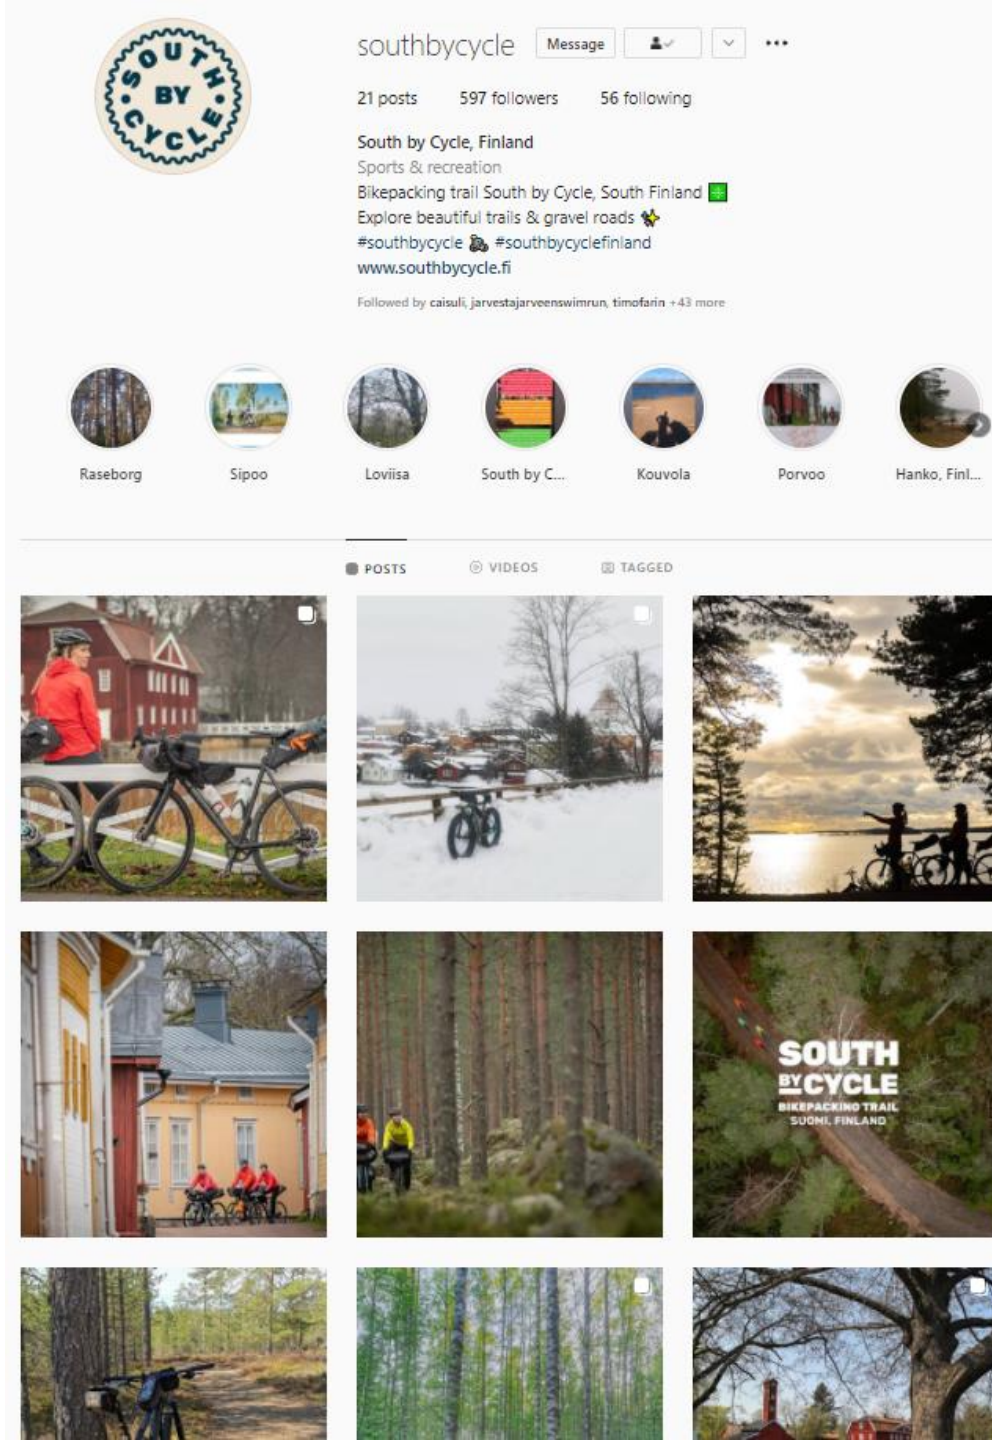 SOUTH
BY
CYCLE
southbycycle
Message
21 posts 597 followers 56 following
South by Cycle, Finland
Sports & recreation
Bikepacking trail South by Cycle, South Finland
Explore beautiful trails & gravel roads
#southbycycle #southbycyclefinland
www.southbycycle.fi
Followed by caisuli, jarvestajarveenswimrun, timofarin +43 more
Raseborg Sipoo Loviisa South by C... Kouvola Porvoo Hanko, Finl...
POSTS VIDEOS TAGGED
SOUTH
BY CYCLE
BIKEPACKING TRAIL
SUOMI, FINLAND